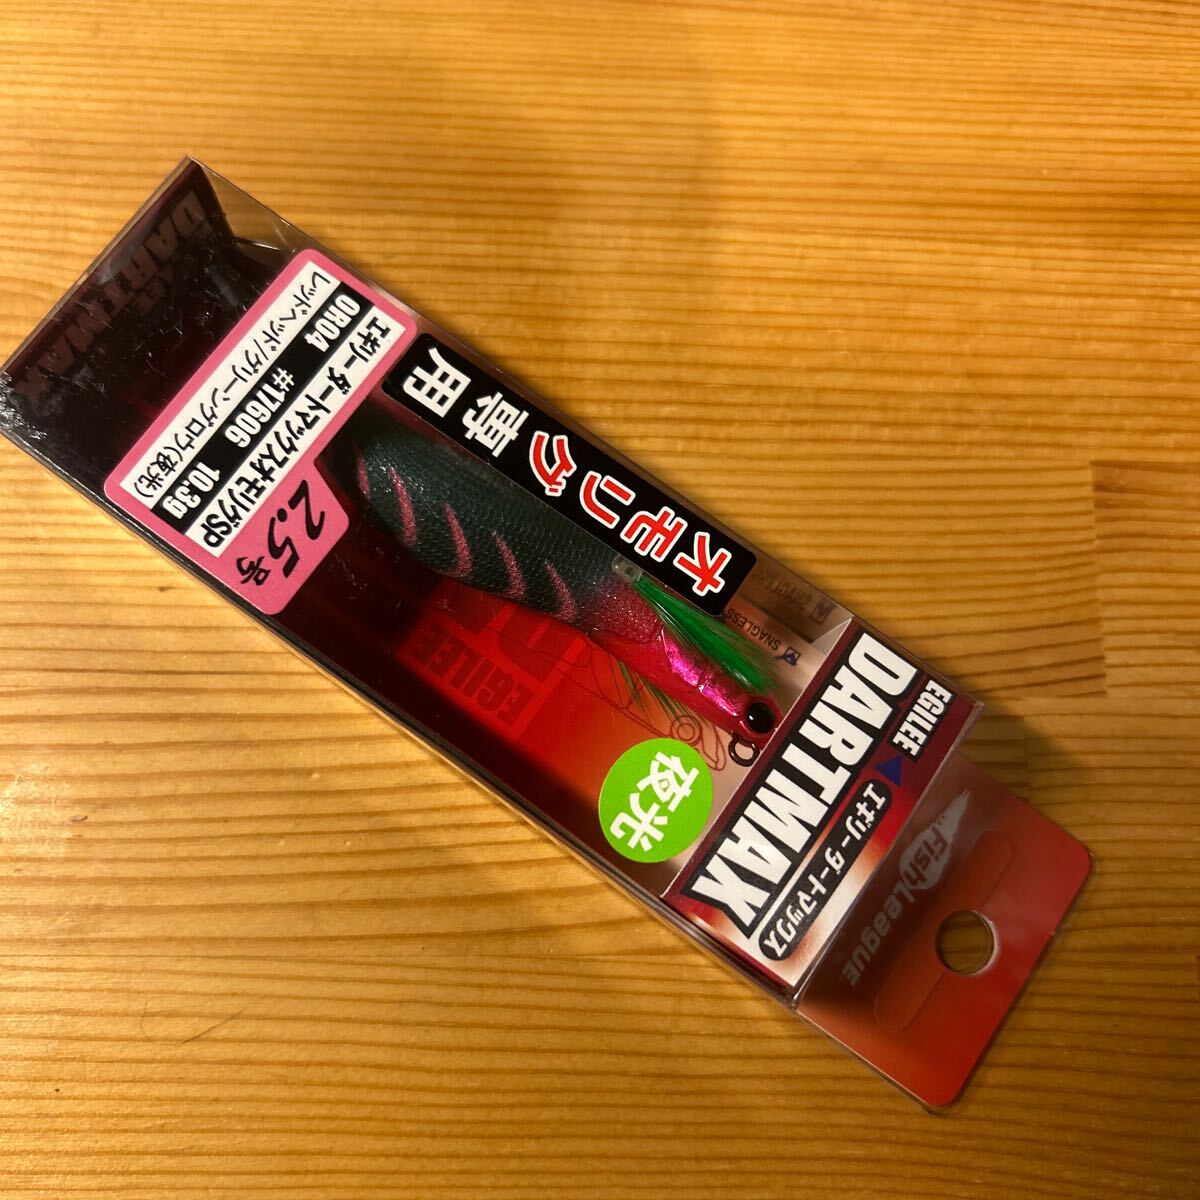 FishLeague
EGILEE
DARTMAX
エギリーダートマックス
オモリグ専用
夜光
SNAGLESS
EGILEE
エギリーダートマックスオモリグSP
OR04 #17606 10.3g
レッドヘッド/グリーングロウ(夜光)
2.5号
DARTMAX